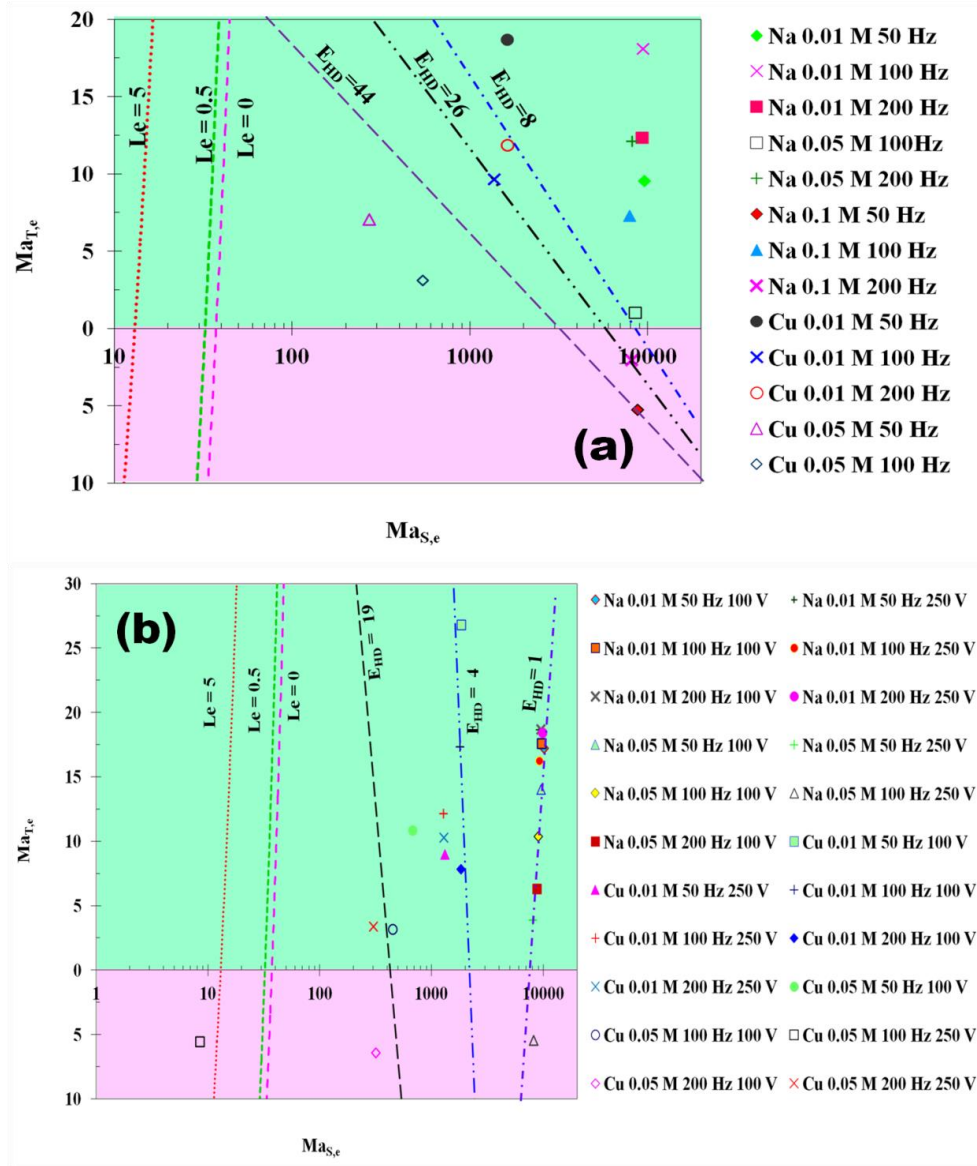 20
15
10
5
0
5
10
10
100
1000
10000
Ma_T,e
Ma_S,e
Le = 5
Le = 0.5
Le = 0
E_HD=44
E_HD=26
E_HD=8
(a)
Na 0.01 M 50 Hz
Na 0.01 M 100 Hz
Na 0.01 M 200 Hz
Na 0.05 M 100Hz
Na 0.05 M 200 Hz
Na 0.1 M 50 Hz
Na 0.1 M 100 Hz
Na 0.1 M 200 Hz
Cu 0.01 M 50 Hz
Cu 0.01 M 100 Hz
Cu 0.01 M 200 Hz
Cu 0.05 M 50 Hz
Cu 0.05 M 100 Hz
30
25
20
15
10
5
0
5
10
1
10
100
1000
10000
Ma_T,e
Ma_S,e
(b)
Le = 5
Le = 0.5
Le = 0
E_HD = 19
E_HD = 4
E_HD=1
Na 0.01 M 50 Hz 100 V Na 0.01 M 50 Hz 250 V
Na 0.01 M 100 Hz 100 V Na 0.01 M 100 Hz 250 V
Na 0.01 M 200 Hz 100 V Na 0.01 M 200 Hz 250 V
Na 0.05 M 50 Hz 100 V Na 0.05 M 50 Hz 250 V
Na 0.05 M 100 Hz 100 V Na 0.05 M 100 Hz 250 V
Na 0.05 M 200 Hz 100 V Cu 0.01 M 50 Hz 100 V
Cu 0.01 M 50 Hz 250 V Cu 0.01 M 100 Hz 100 V
Cu 0.01 M 100 Hz 250 V Cu 0.01 M 200 Hz 100 V
Cu 0.01 M 200 Hz 250 V Cu 0.05 M 50 Hz 100 V
Cu 0.05 M 100 Hz 100 V Cu 0.05 M 100 Hz 250 V
Cu 0.05 M 200 Hz 100 V Cu 0.05 M 200 Hz 250 V